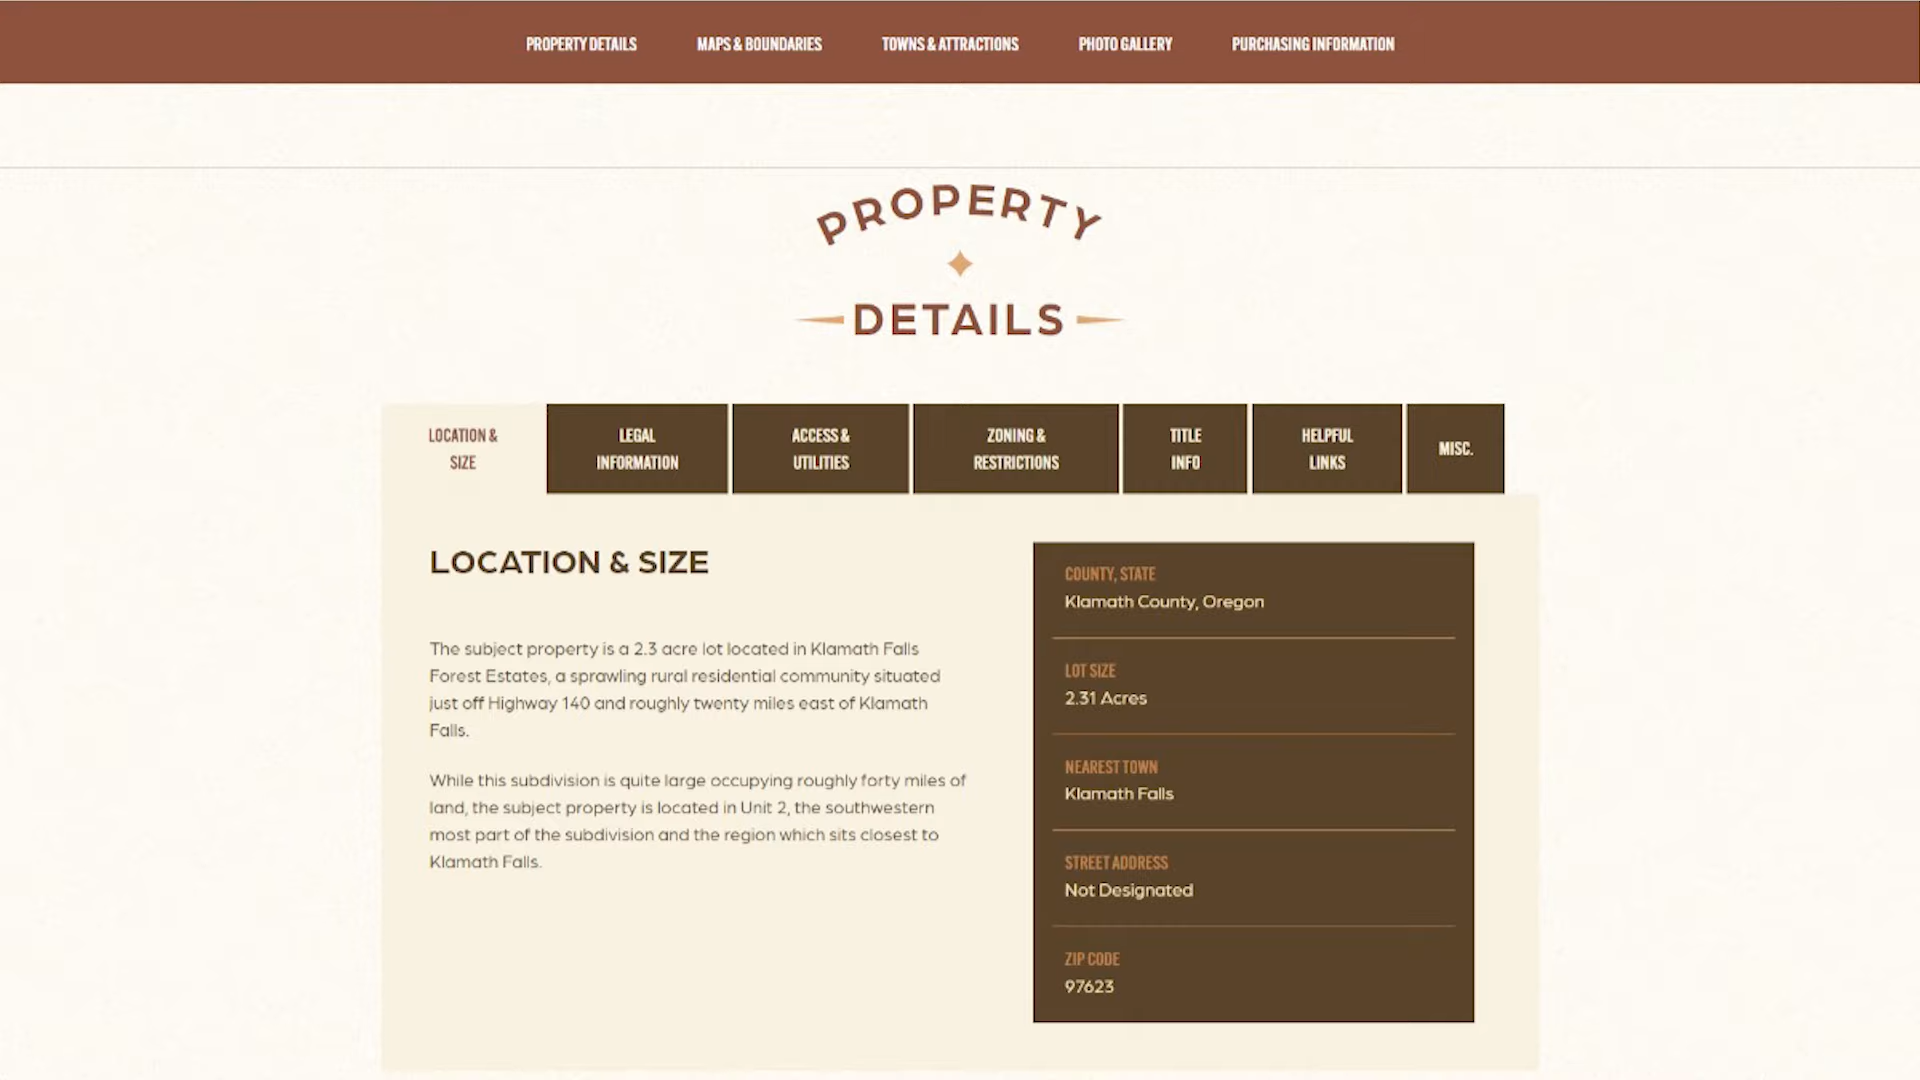 PROPERTY DETAILS MAPS & BOUNDARIES TOWNS & ATTRACTIONS PHOTO GALLERY PURCHASING INFORMATION
PROPERTY
DETAILS
LOCATION &
SIZE
LEGAL
INFORMATION
ACCESS &
UTILITIES
ZONING &
RESTRICTIONS
TITLE
INFO
HELPFUL
LINKS
MISC.
LOCATION & SIZE
The subject property is a 2.3 acre lot located in Klamath Falls
Forest Estates, a sprawling rural residential community situated
just off Highway 140 and roughly twenty miles east of Klamath
Falls.
While this subdivision is quite large occupying roughly forty miles of
land, the subject property is located in Unit 2, the southwestern
most part of the subdivision and the region which sits closest to
Klamath Falls.
COUNTY, STATE
Klamath County, Oregon
LOT SIZE
2.31 Acres
NEAREST TOWN
Klamath Falls
STREET ADDRESS
Not Designated
ZIP CODE
97623